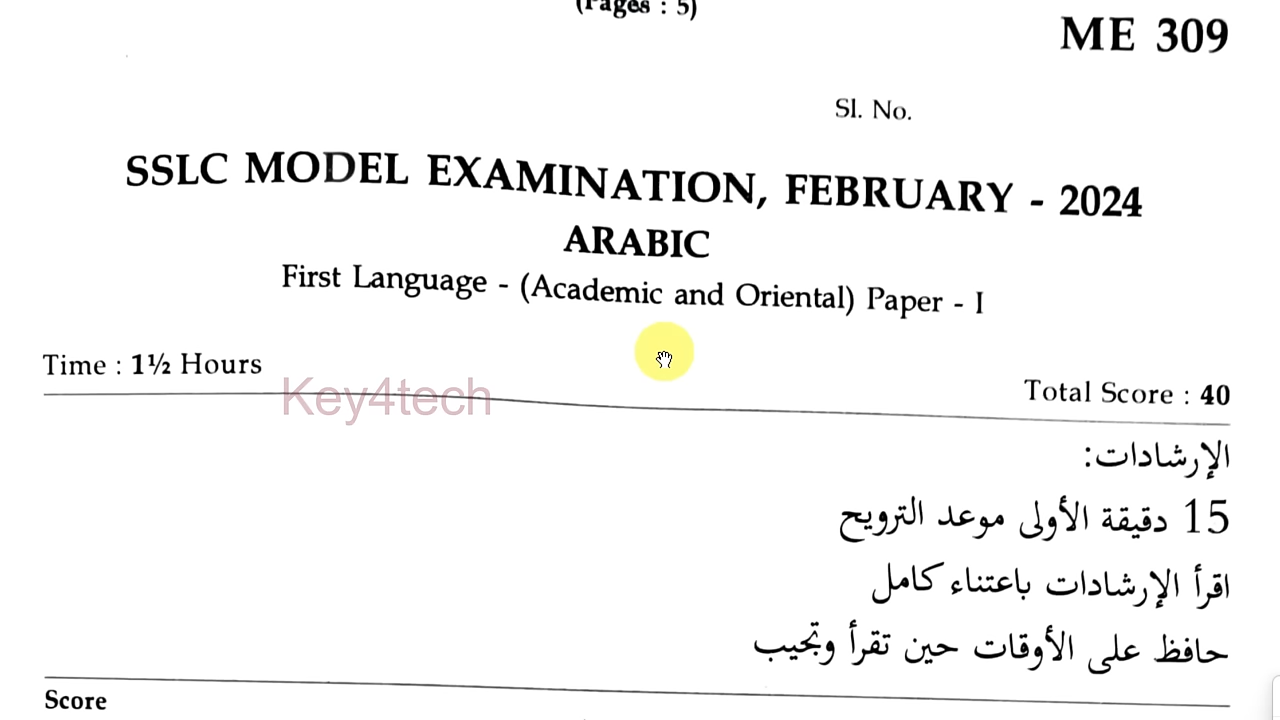 (Pages : 5)
ME 309
Sl. No.
SSLC MODEL EXAMINATION, FEBRUARY - 2024
ARABIC
First Language - (Academic and Oriental) Paper - I
Time : 1½ Hours
Key4tech
Total Score : 40
الإرشادات:
15 دقيقة الأولى موعد الترويح
اقرأ الإرشادات باعتناء كامل
حافظ على الأوقات حين تقرأ وتجيب
Score